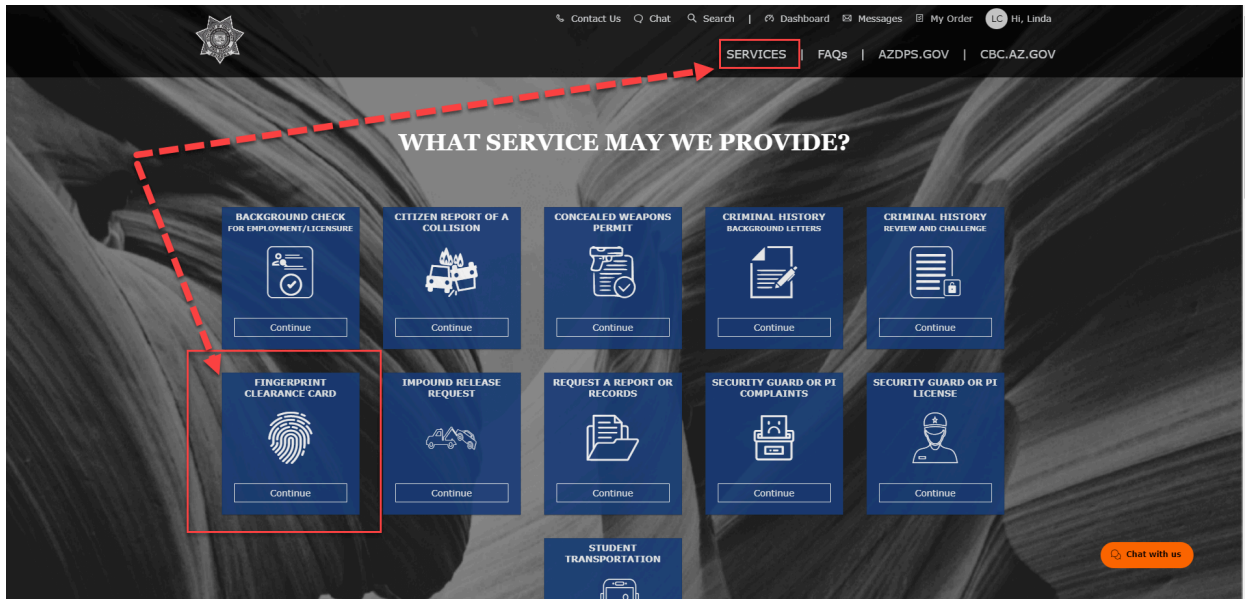 Contact Us Chat Search | Dashboard Messages My Order LC Hi, Linda
SERVICES | FAQs | AZDPS.GOV | CBC.AZ.GOV
WHAT SERVICE MAY WE PROVIDE?
BACKGROUND CHECK
FOR EMPLOYMENT/LICENSURE
Continue
CITIZEN REPORT OF A
COLLISION
Continue
CONCEALED WEAPONS
PERMIT
Continue
CRIMINAL HISTORY
BACKGROUND LETTERS
Continue
CRIMINAL HISTORY
REVIEW AND CHALLENGE
Continue
FINGERPRINT
CLEARANCE CARD
Continue
IMPOUND RELEASE
REQUEST
Continue
REQUEST A REPORT OR
RECORDS
Continue
SECURITY GUARD OR PI
COMPLAINTS
Continue
SECURITY GUARD OR PI
LICENSE
Continue
STUDENT
TRANSPORTATION
Chat with us